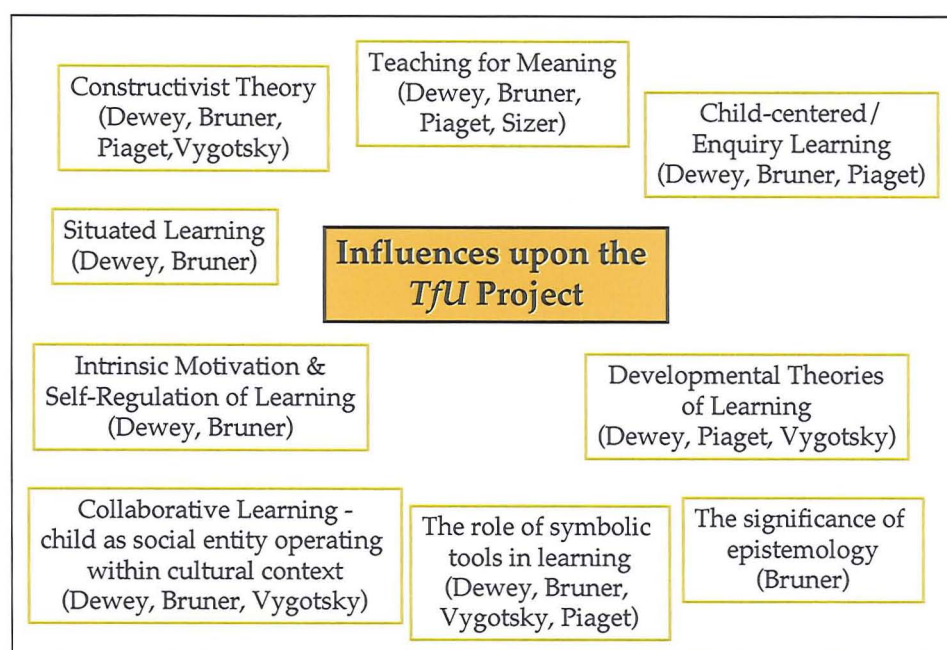 Constructivist Theory
(Dewey, Bruner,
Piaget,Vygotsky)
Teaching for Meaning
(Dewey, Bruner,
Piaget, Sizer)
Child-centered/
Enquiry Learning
(Dewey, Bruner, Piaget)
Situated Learning
(Dewey, Bruner)
Influences upon the
TfU Project
Intrinsic Motivation &
Self-Regulation of Learning
(Dewey, Bruner)
Developmental Theories
of Learning
(Dewey, Piaget, Vygotsky)
Collaborative Learning -
child as social entity operating
within cultural context
(Dewey, Bruner, Vygotsky)
The role of symbolic
tools in learning
(Dewey, Bruner,
Vygotsky, Piaget)
The significance of
epistemology
(Bruner)